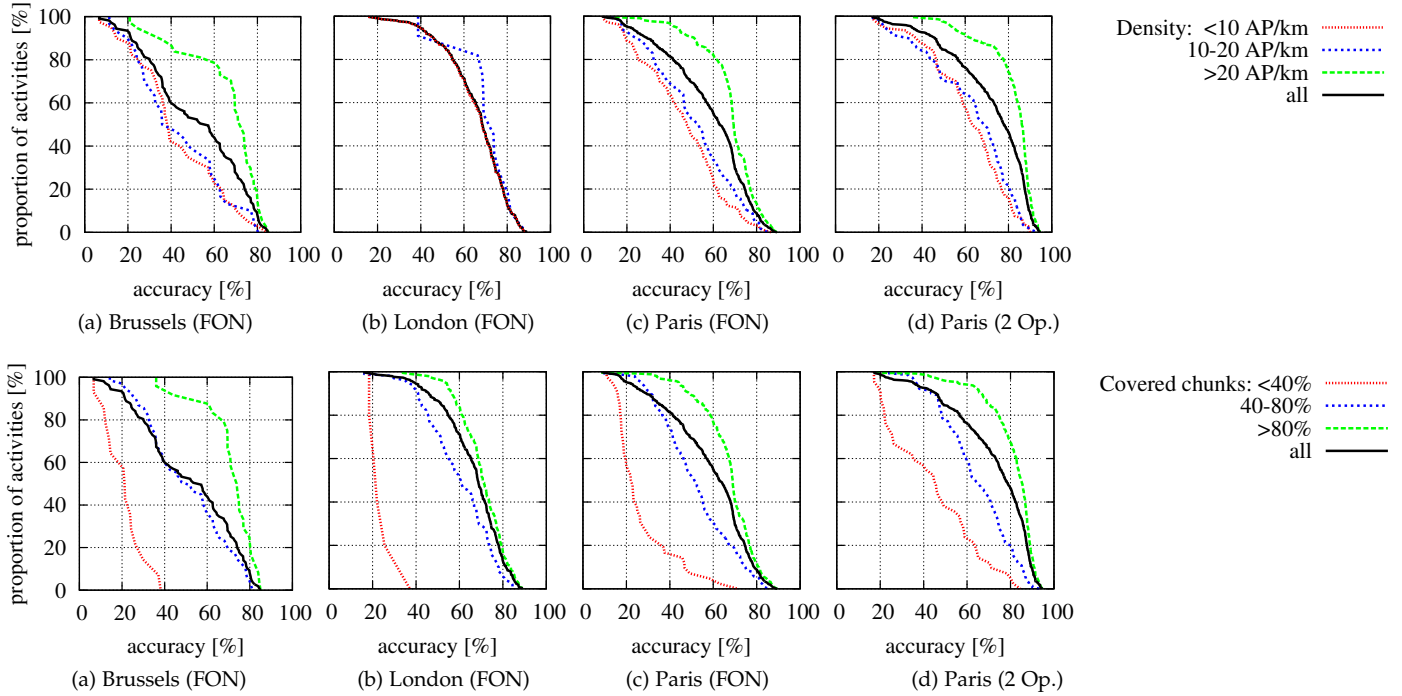 proportion of activities [%]
100
80
60
40
20
0
0 20 40 60 80 100
0 20 40 60 80 100
0 20 40 60 80 100
0 20 40 60 80 100
accuracy [%]
accuracy [%]
accuracy [%]
accuracy [%]
(a) Brussels (FON)
(b) London (FON)
(c) Paris (FON)
(d) Paris (2 Op.)
Density: <10 AP/km
10-20 AP/km
>20 AP/km
all
proportion of activities [%]
100
80
60
40
20
0
0 20 40 60 80 100
0 20 40 60 80 100
0 20 40 60 80 100
0 20 40 60 80 100
accuracy [%]
accuracy [%]
accuracy [%]
accuracy [%]
(a) Brussels (FON)
(b) London (FON)
(c) Paris (FON)
(d) Paris (2 Op.)
Covered chunks: <40%
40-80%
>80%
all